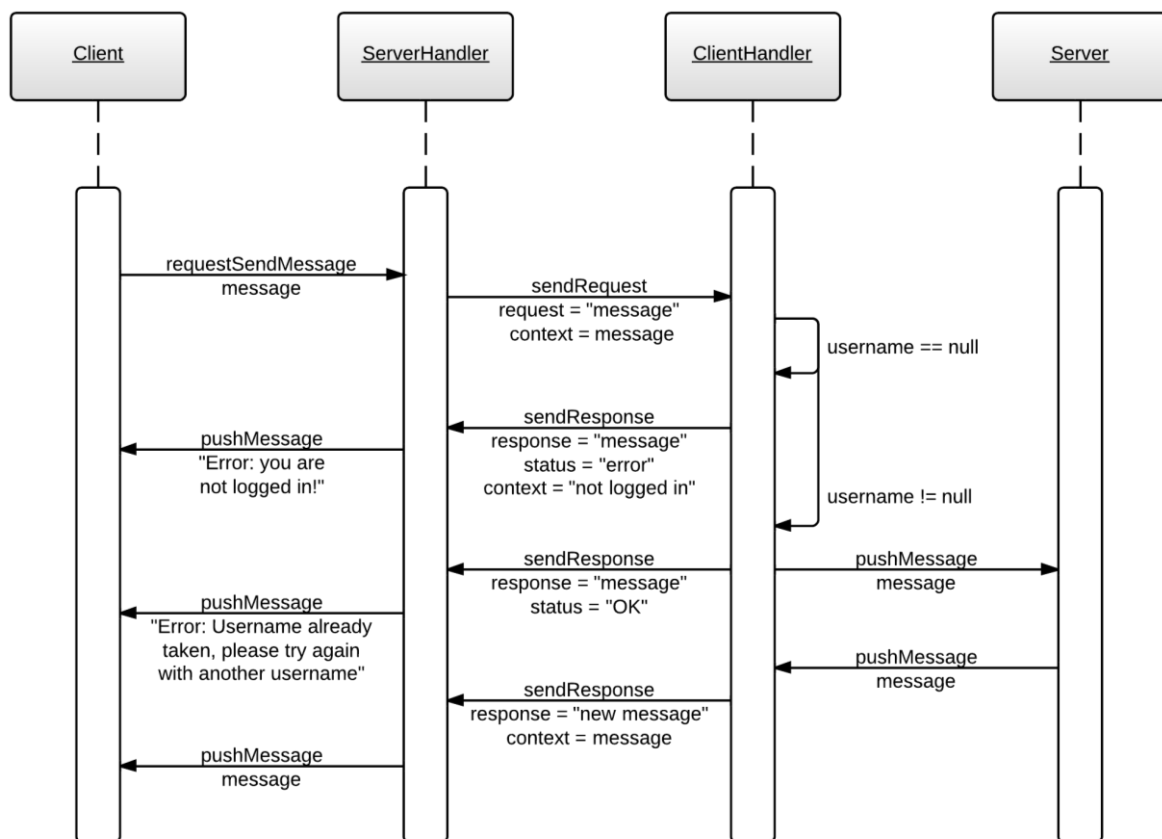 Client
ServerHandler
ClientHandler
Server
requestSendMessage
message
sendRequest
request = "message"
context = message
username == null
sendResponse
response = "message"
status = "error"
context = "not logged in"
pushMessage
"Error: you are
not logged in!"
username != null
sendResponse
response = "message"
status = "OK"
pushMessage
message
pushMessage
"Error: Username already
taken, please try again
with another username"
pushMessage
message
sendResponse
response = "new message"
context = message
pushMessage
message